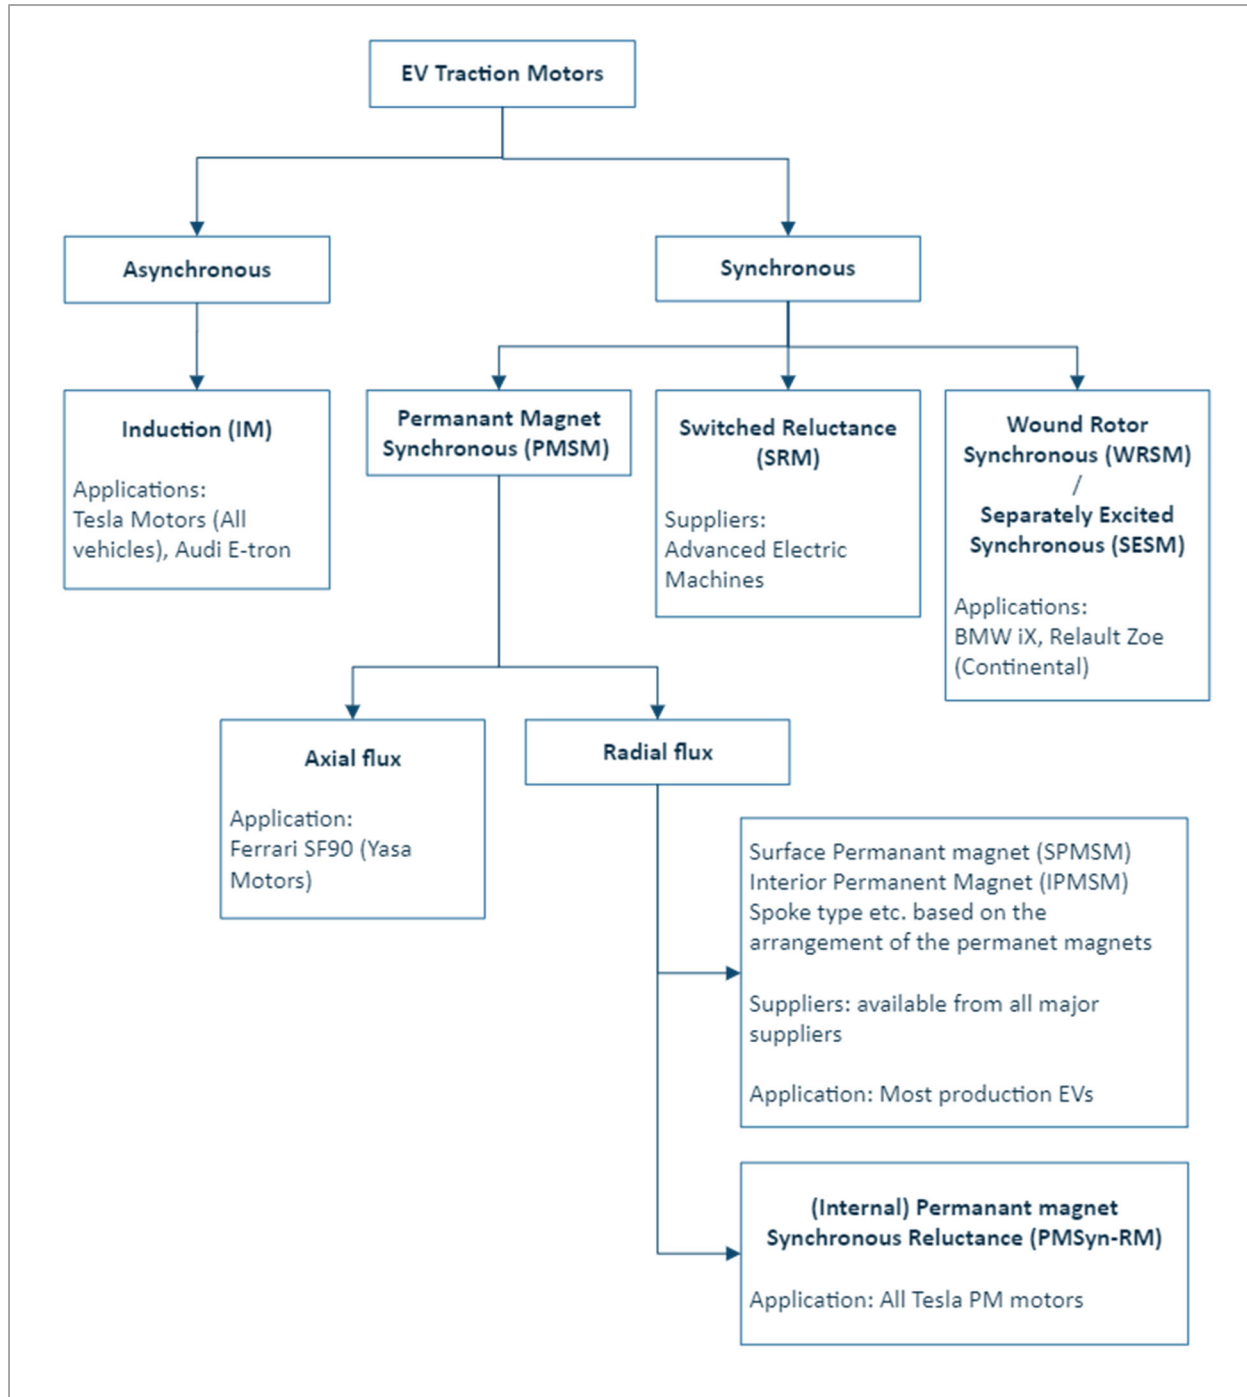 EV Traction Motors
Asynchronous
Synchronous
Induction (IM)
Applications:
Tesla Motors (All
vehicles), Audi E-tron
Permanant Magnet
Synchronous (PMSM)
Switched Reluctance
(SRM)
Suppliers:
Advanced Electric
Machines
Wound Rotor
Synchronous (WRSM)
/
Separately Excited
Synchronous (SESM)
Applications:
BMW iX, Relault Zoe
(Continental)
Axial flux
Application:
Ferrari SF90 (Yasa
Motors)
Radial flux
Surface Permanant magnet (SPMSM)
Interior Permanent Magnet (IPMSM)
Spoke type etc. based on the
arrangement of the permanet magnets
Suppliers: available from all major
suppliers
Application: Most production EVs
(Internal) Permanant magnet
Synchronous Reluctance (PMSyn-RM)
Application: All Tesla PM motors